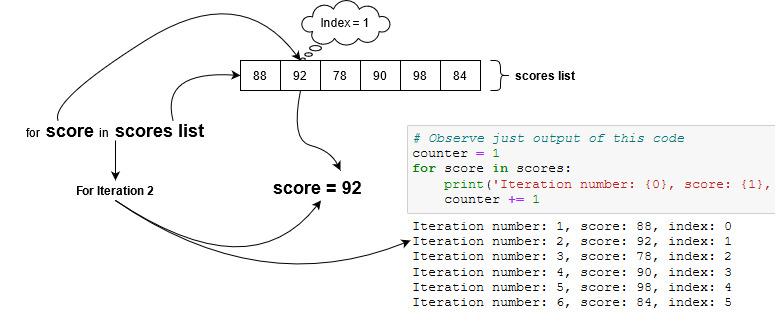 Index = 1
88 92 78 90 98 84
scores list
for score in scores list
For Iteration 2
score = 92
# Observe just output of this code
counter = 1
for score in scores:
print('Iteration number: {0}, score: {1},
counter += 1
Iteration number: 1, score: 88, index: 0
Iteration number: 2, score: 92, index: 1
Iteration number: 3, score: 78, index: 2
Iteration number: 4, score: 90, index: 3
Iteration number: 5, score: 98, index: 4
Iteration number: 6, score: 84, index: 5